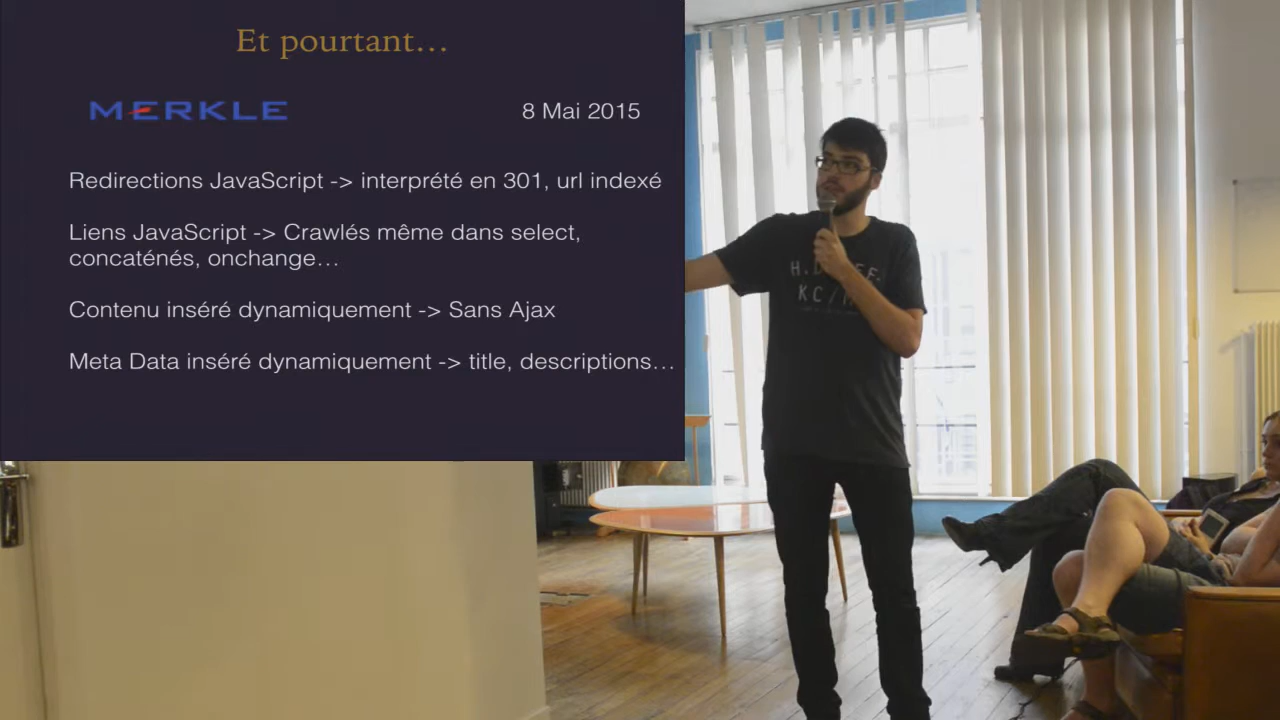 Et pourtant…
MERKLE
8 Mai 2015
Redirections JavaScript -> interprété en 301, url indexé
Liens JavaScript -> Crawlés même dans select,
concaténés, onchange…
Contenu inséré dynamiquement -> Sans Ajax
Meta Data inséré dynamiquement -> title, descriptions…